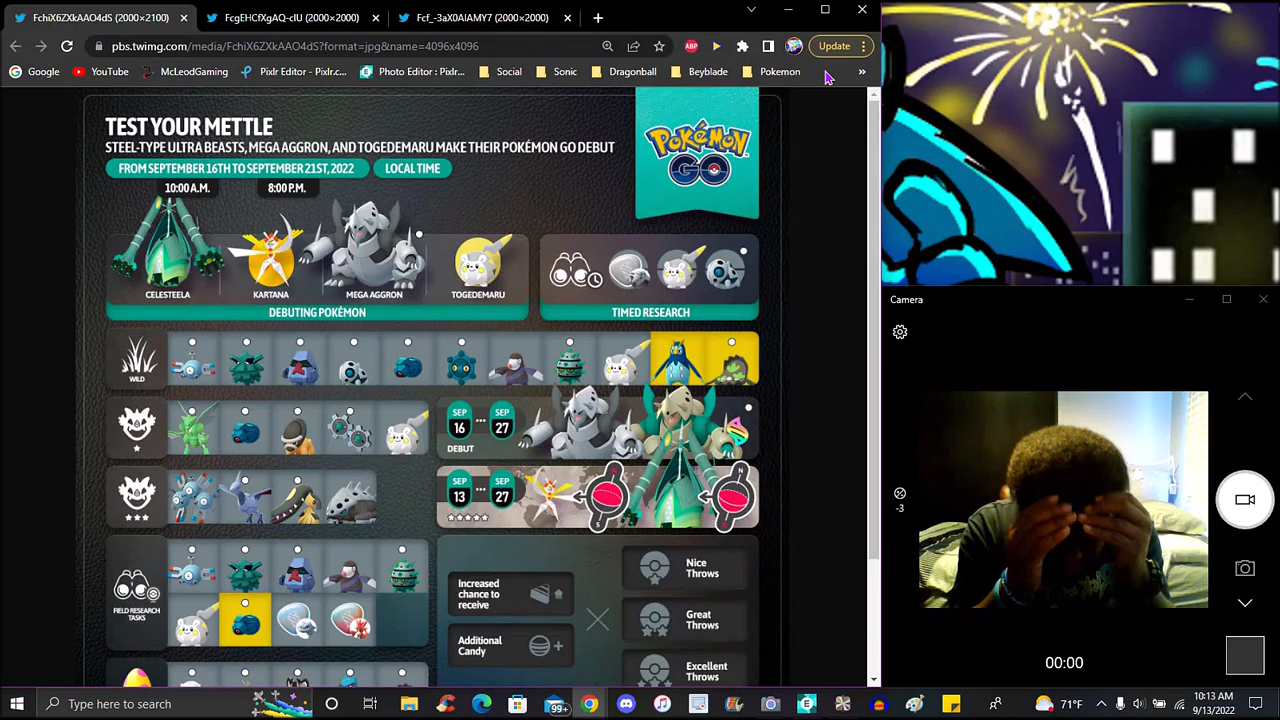 FchiX6ZXkAAO4dS (2000×2100)
FcgEHCfXgAQ-cIU (2000×2000)
Fcf_-3aX0AIAMY7 (2000×2000)
pbs.twimg.com/media/FchiX6ZXkAAO4dS?format=jpg&name=4096x4096
ABP
Update
Google
YouTube
McLeodGaming
Pixlr Editor - Pixlr.c...
Photo Editor : Pixlr...
Social
Sonic
Dragonball
Beyblade
Pokemon
»
TEST YOUR METTLE
STEEL-TYPE ULTRA BEASTS, MEGA AGGRON, AND TOGEDEMARU MAKE THEIR POKÉMON GO DEBUT
FROM SEPTEMBER 16TH TO SEPTEMBER 21ST, 2022
LOCAL TIME
10:00 A.M.
8:00 P.M.
POKÉMON
GO
CELESTEELA
KARTANA
MEGA AGGRON
TOGEDEMARU
DEBUTING POKÉMON
TIMED RESEARCH
WILD
SEP
16
...
SEP
27
DEBUT
SEP
13
...
SEP
27
N
S
N
S
FIELD RESEARCH
TASKS
Increased
chance to
receive
Additional
Candy
Nice
Throws
Great
Throws
Excellent
Throws
Camera
-3
00:00
Type here to search
99+
71°F
10:13 AM
9/13/2022